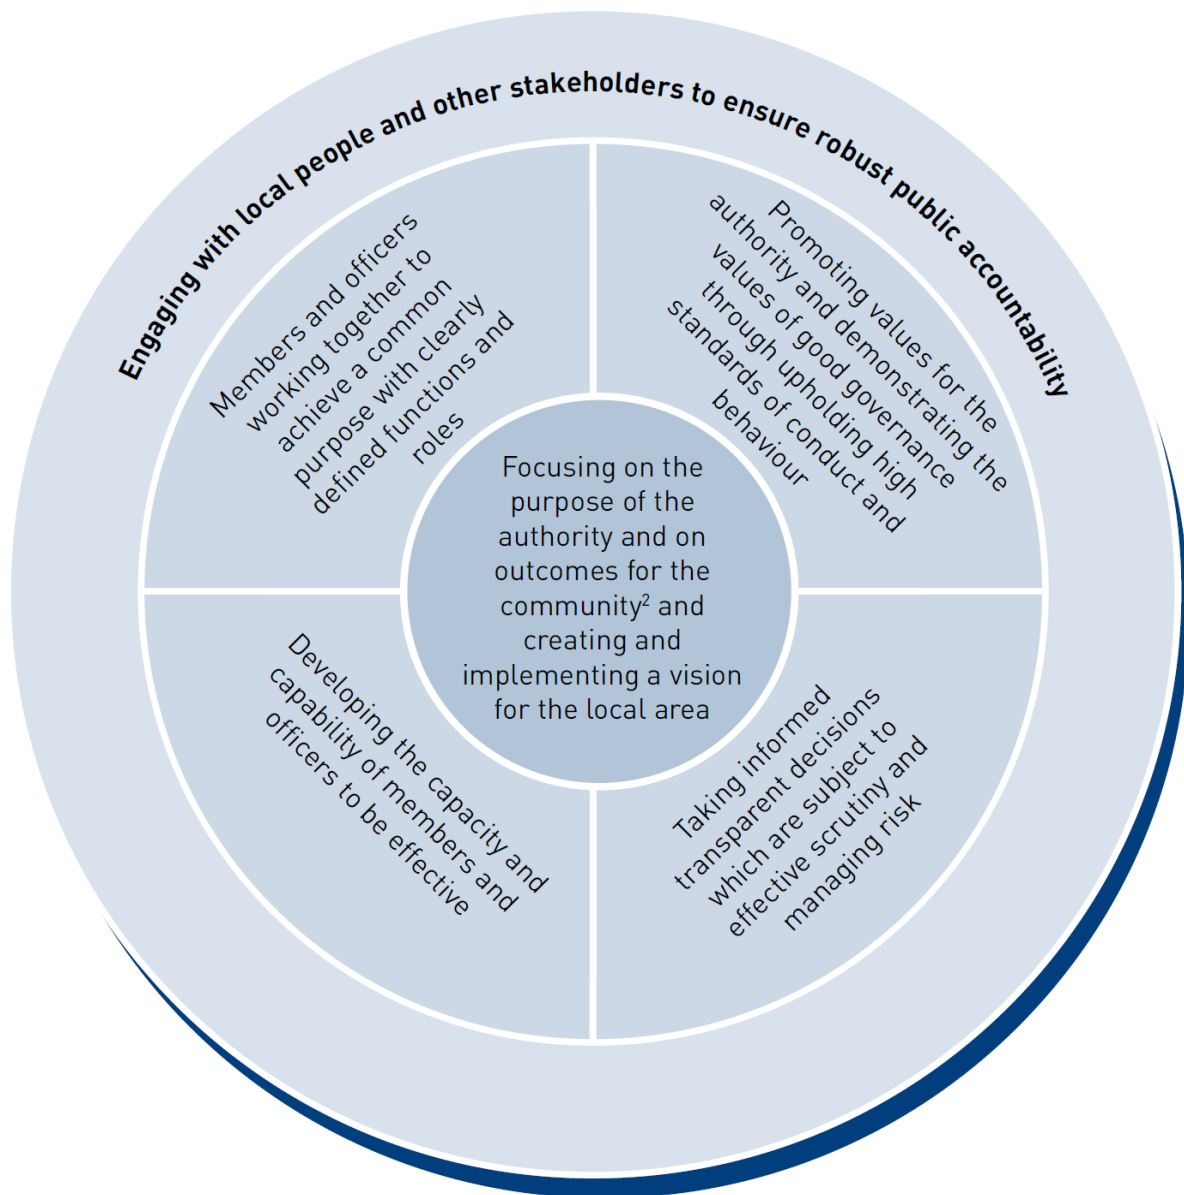 Engaging with local people and other stakeholders to ensure robust public accountability
Members and officers
working together to
achieve a common
purpose with clearly
defined functions and
roles
Promoting values for the
authority and demonstrating the
values of good governance
through upholding high
standards of conduct and
behaviour
Focusing on the
purpose of the
authority and on
outcomes for the
community² and
creating and
implementing a vision
for the local area
Developing the capacity and
capability of members and
officers to be effective
Taking informed
transparent decisions
which are subject to
effective scrutiny and
managing risk